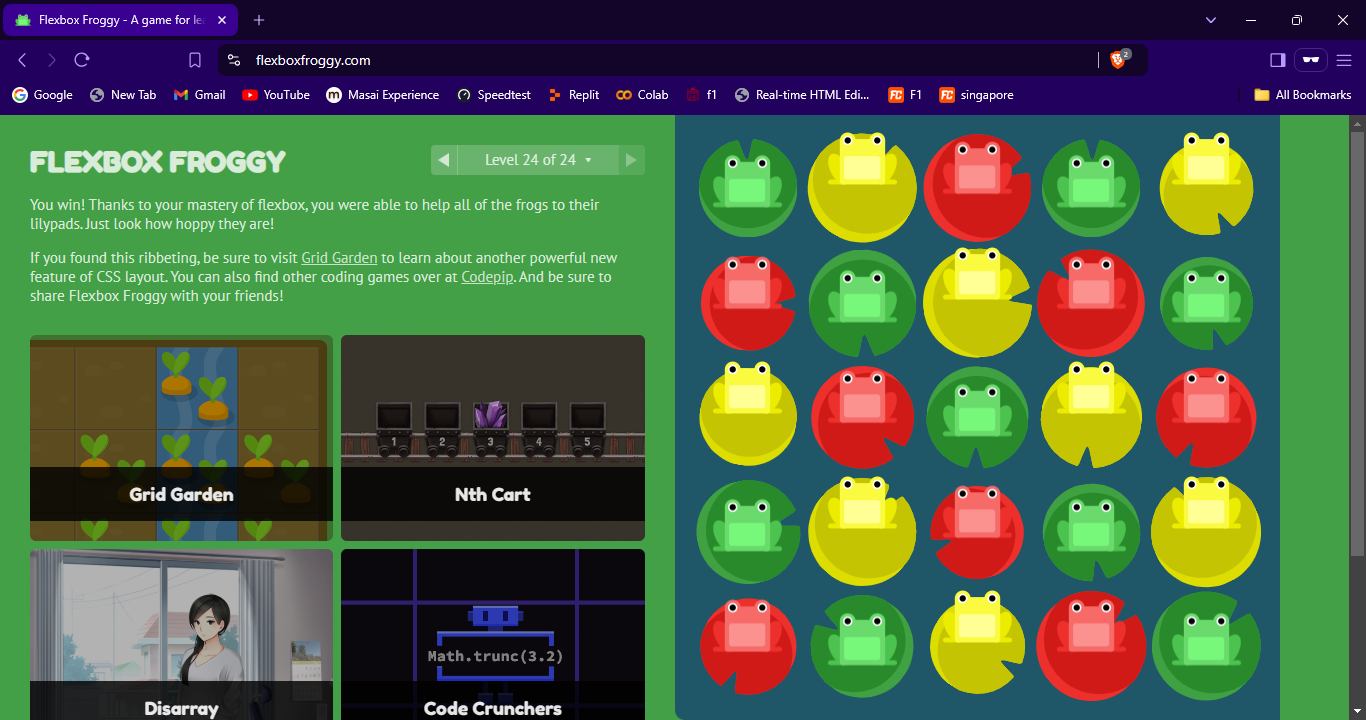 Flexbox Froggy - A game for le
flexboxfroggy.com
2
Google
New Tab
Gmail
YouTube
Masai Experience
Speedtest
Replit
Colab
f1
Real-time HTML Edi...
F1
singapore
All Bookmarks
FLEXBOX FROGGY
Level 24 of 24
You win! Thanks to your mastery of flexbox, you were able to help all of the frogs to their
lilypads. Just look how hoppy they are!
If you found this ribbeting, be sure to visit Grid Garden to learn about another powerful new
feature of CSS layout. You can also find other coding games over at Codepip. And be sure to
share Flexbox Froggy with your friends!
1 2 3 4 5
Grid Garden
Nth Cart
Math.trunc(3.2)
Disarray
Code Crunchers